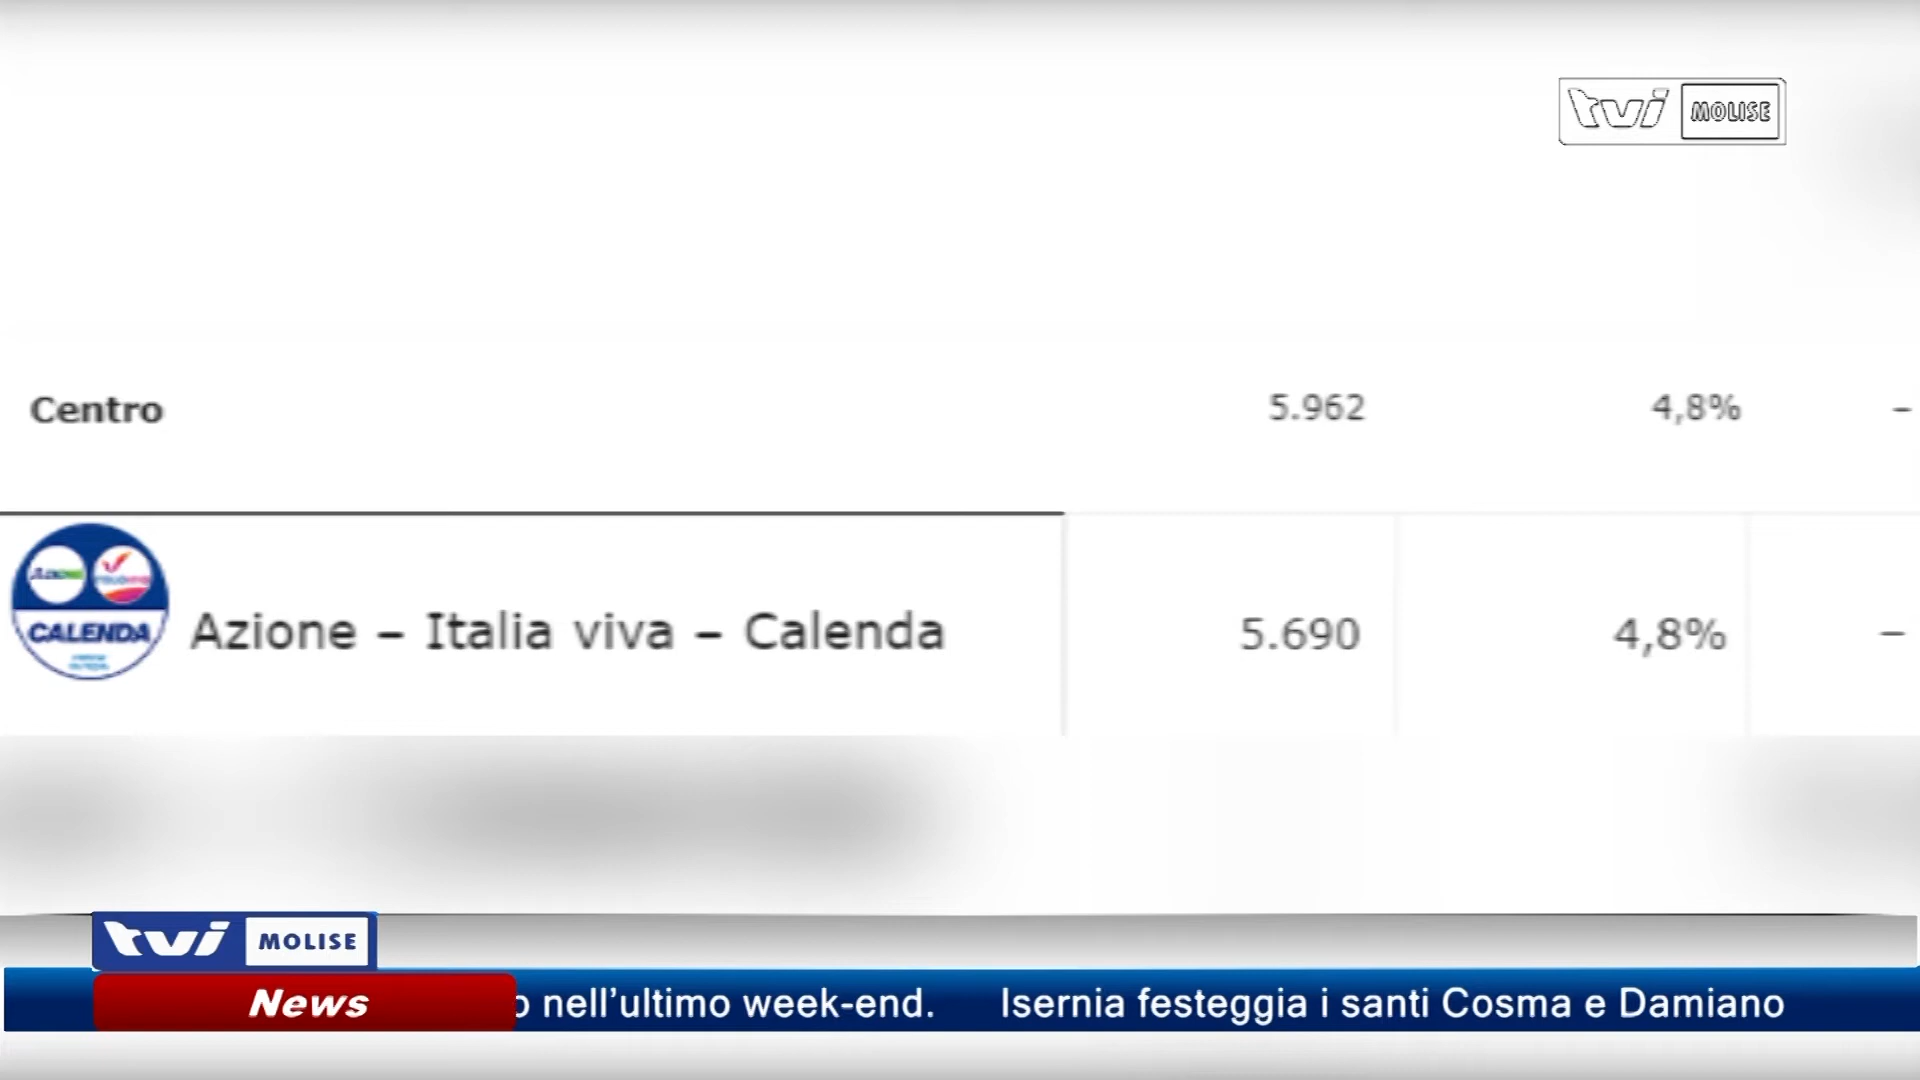 tvi MOLISE
Centro 5.962 4,8% –
CALENDA
Azione – Italia viva – Calenda 5.690 4,8% –
tvi MOLISE
News o nell’ultimo week-end. Isernia festeggia i santi Cosma e Damiano